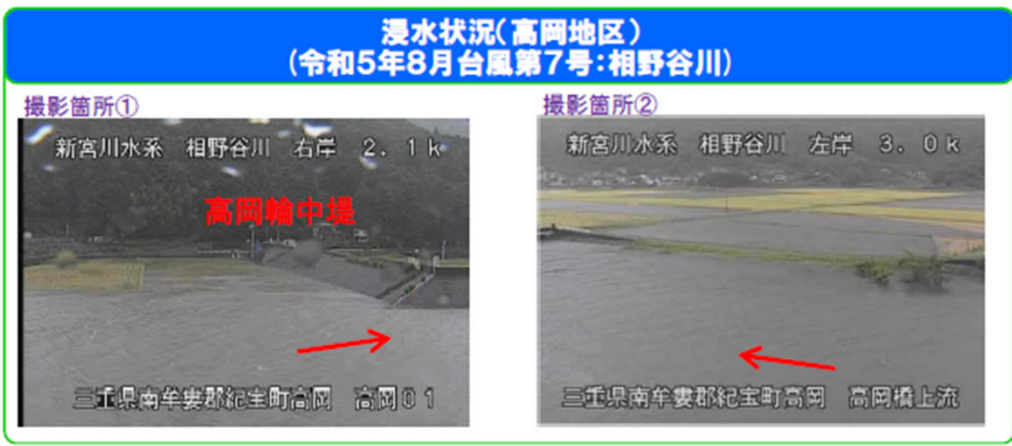 浸水状況(高岡地区)
(令和5年8月台風第7号:相野谷川)
撮影箇所①
新宮川水系 相野谷川 右岸 2.1k
高岡輪中堤
三重県南牟婁郡紀宝町高岡 高岡01
撮影箇所②
新宮川水系 相野谷川 左岸 3.0k
三重県南牟婁郡紀宝町高岡 高岡橋上流